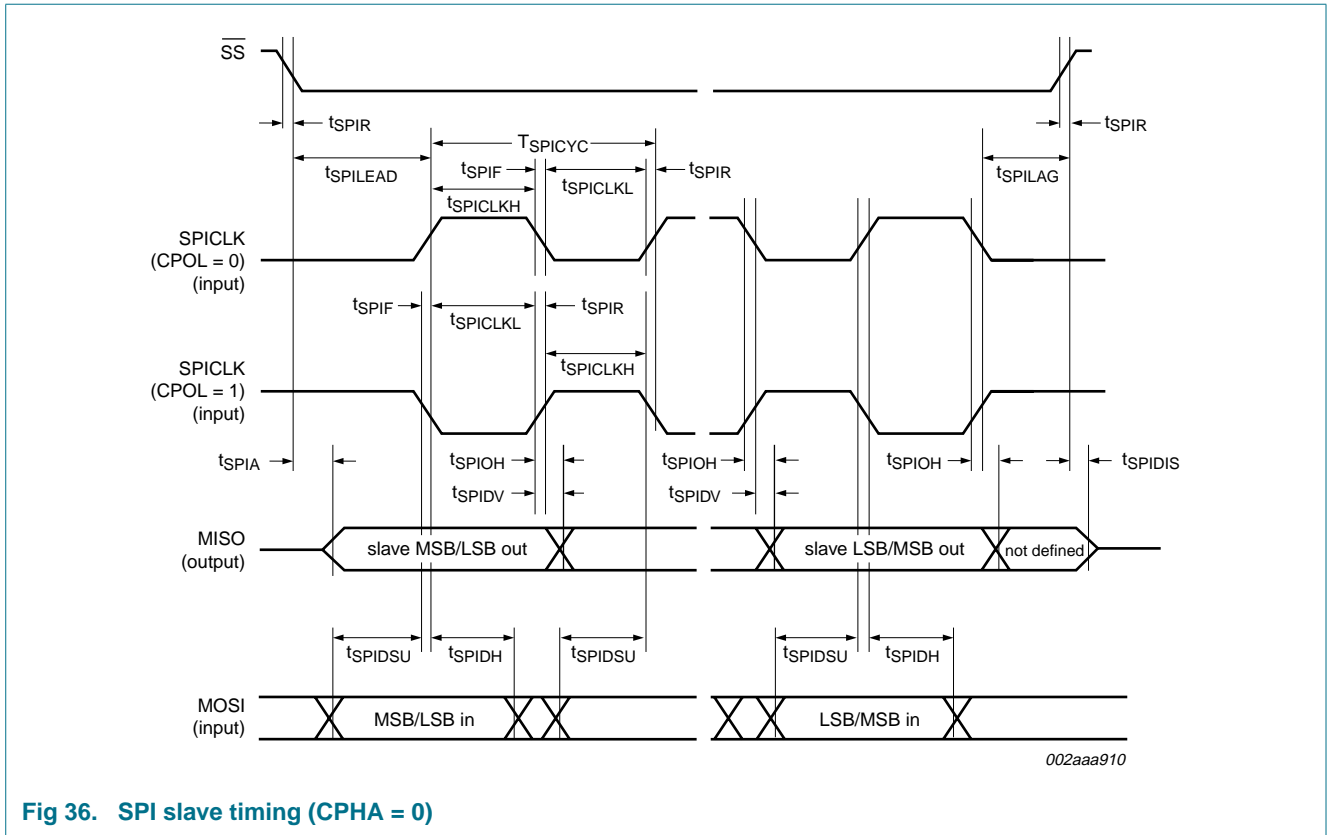 SS
tSPIR
tSPIR
TSPICYC
tSPILEAD
tSPIF
tSPICLKL
tSPIR
tSPILAG
tSPICLKH
SPICLK
(CPOL = 0)
(input)
tSPIF
tSPICLKL
tSPIR
tSPICLKH
SPICLK
(CPOL = 1)
(input)
tSPIA
tSPIOH
tSPIOH
tSPIOH
tSPIDIS
tSPIDV
tSPIDV
MISO
(output)
slave MSB/LSB out
slave LSB/MSB out
not defined
tSPIDSU
tSPIDH
tSPIDSU
tSPIDSU
tSPIDH
MOSI
(input)
MSB/LSB in
LSB/MSB in
002aaa910
Fig 36. SPI slave timing (CPHA = 0)